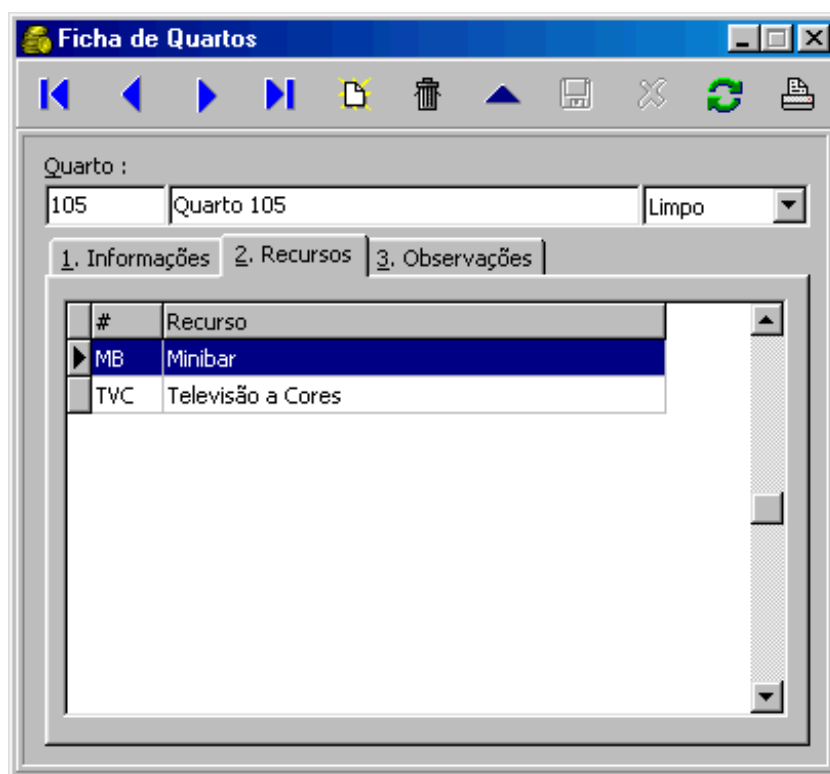 Ficha de Quartos
Quarto :
105 Quarto 105 Limpo
1. Informações 2. Recursos 3. Observações
# Recurso
MB Minibar
TVC Televisão a Cores